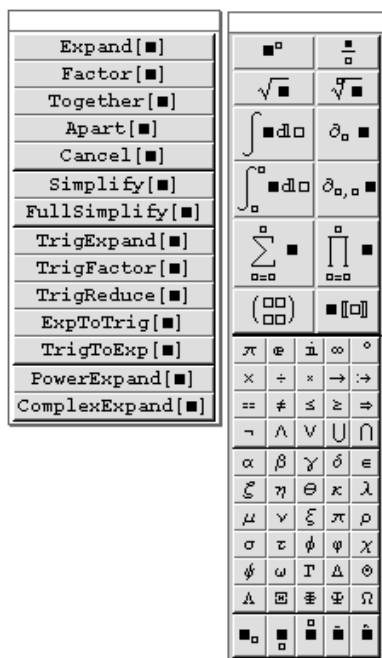 Expand[■]
Factor[■]
Together[■]
Apart[■]
Cancel[■]
Simplify[■]
FullSimplify[■]
TrigExpand[■]
TrigFactor[■]
TrigReduce[■]
ExpToTrig[■]
TrigToExp[■]
PowerExpand[■]
ComplexExpand[■]
■^□ ■/□
√■ □√■
∫■ⅆ□ ∂_□ ■
∫_□^□ ■ⅆ□ ∂_□,□ ■
∑_□=□^□ ■ ∏_□=□^□ ■
(□□ □□) ■〚□〛
π ⅇ ⅈ ∞ °
× ÷ × → :→
== ≠ ≤ ≥ ⇒
¬ ∧ ∨ ∪ ∩
α β γ δ ϵ
ζ η θ κ λ
μ ν ξ π ρ
σ τ ϕ φ χ
ψ ω Γ Δ Θ
Λ Ξ Φ Ψ Ω
■_□